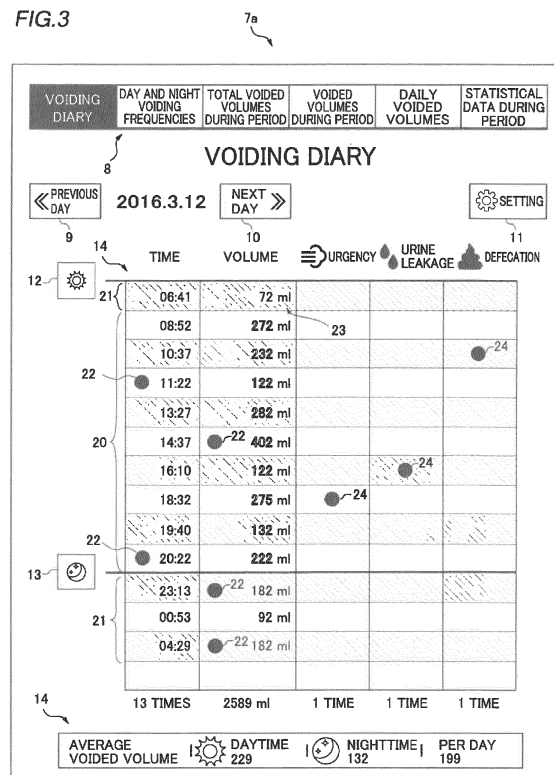 FIG.3
7a
VOIDING DIARY
DAY AND NIGHT VOIDING FREQUENCIES
TOTAL VOIDED VOLUMES DURING PERIOD
VOIDED VOLUMES DURING PERIOD
DAILY VOIDED VOLUMES
STATISTICAL DATA DURING PERIOD
8
VOIDING DIARY
PREVIOUS DAY
2016.3.12
NEXT DAY
SETTING
9
10
11
14
TIME VOLUME URGENCY URINE LEAKAGE DEFECATION
12
21 06:41 72 ml
23
08:52 272 ml
10:37 232 ml 24
22 11:22 122 ml
13:27 282 ml
20 14:37 22 402 ml
16:10 122 ml 24
18:32 275 ml 24
19:40 132 ml
22 20:22 222 ml
13
23:13 22 182 ml
21 00:53 92 ml
04:29 22 182 ml
13 TIMES 2589 ml 1 TIME 1 TIME 1 TIME
14
AVERAGE VOIDED VOLUME
DAYTIME 229
NIGHTTIME 132
PER DAY 199